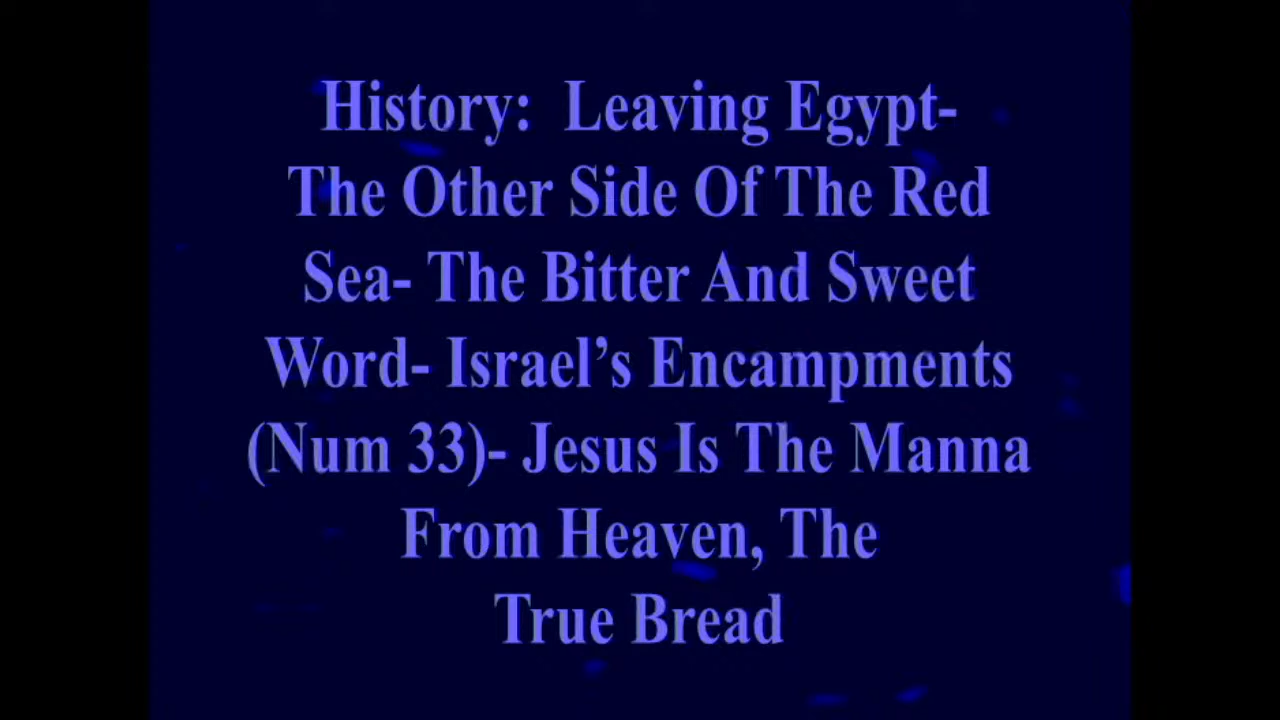 History:  Leaving Egypt-
The Other Side Of The Red
Sea- The Bitter And Sweet
Word- Israel’s Encampments
(Num 33)- Jesus Is The Manna
From Heaven, The
True Bread